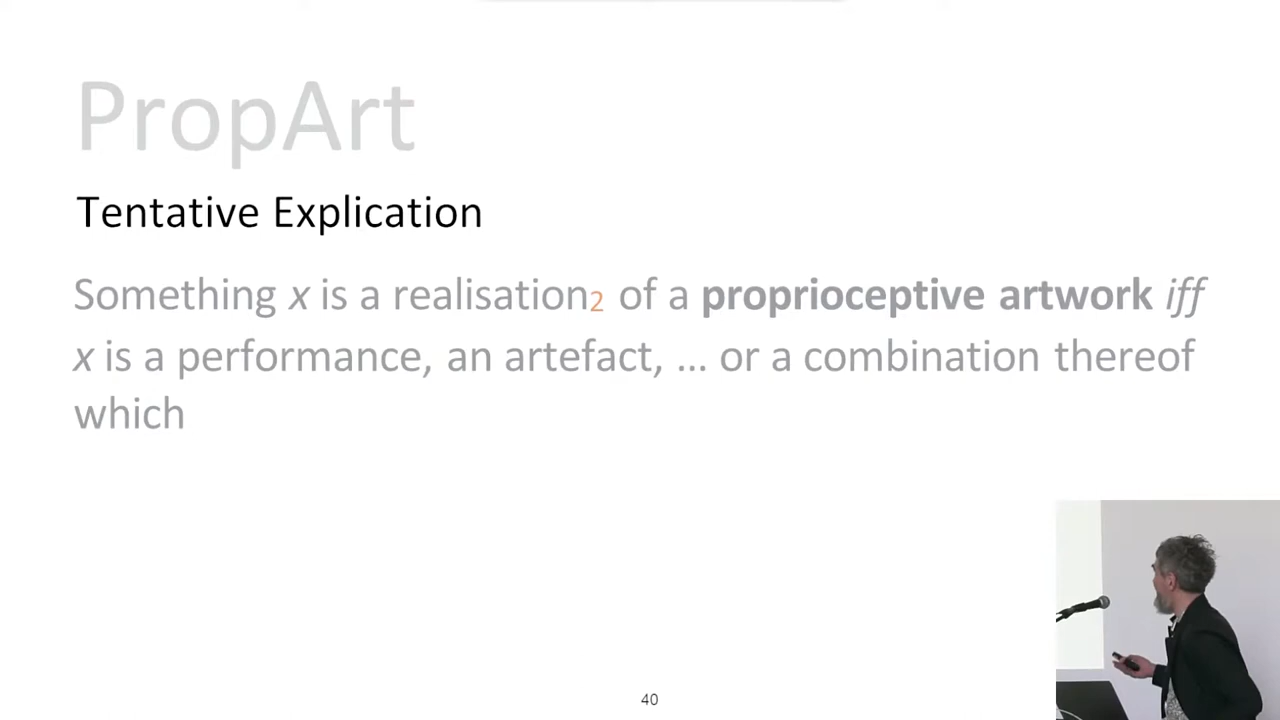 PropArt
Tentative Explication
Something x is a realisation₂ of a proprioceptive artwork iff
x is a performance, an artefact, … or a combination thereof
which
40